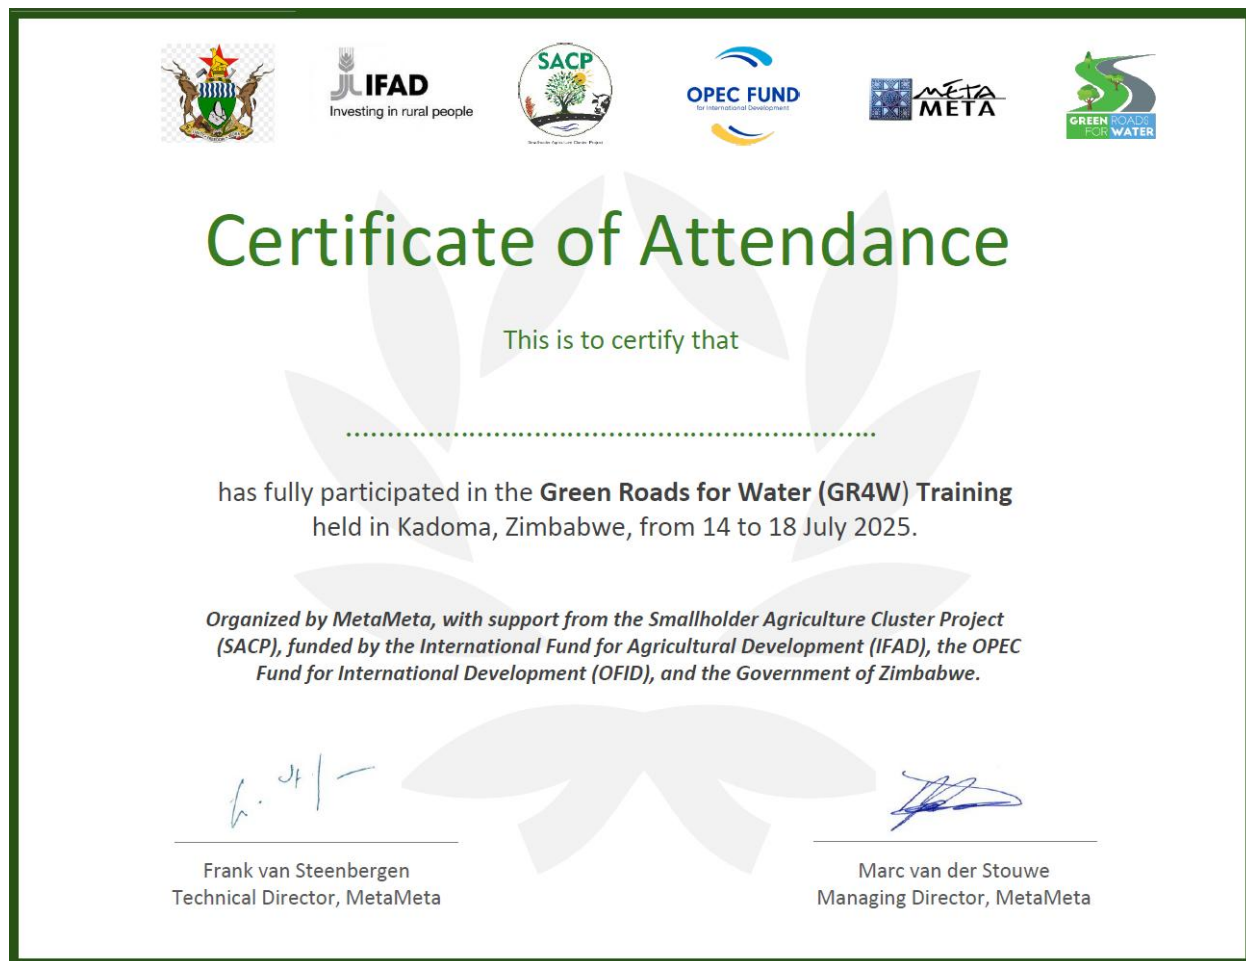 IFAD
Investing in rural people
SACP
Smallholder Agriculture Cluster Project
OPEC FUND
for International Development
META
META
GREEN ROADS
FOR WATER
Certificate of Attendance
This is to certify that
................................................................
has fully participated in the Green Roads for Water (GR4W) Training
held in Kadoma, Zimbabwe, from 14 to 18 July 2025.
Organized by MetaMeta, with support from the Smallholder Agriculture Cluster Project
(SACP), funded by the International Fund for Agricultural Development (IFAD), the OPEC
Fund for International Development (OFID), and the Government of Zimbabwe.
Frank van Steenbergen
Technical Director, MetaMeta
Marc van der Stouwe
Managing Director, MetaMeta